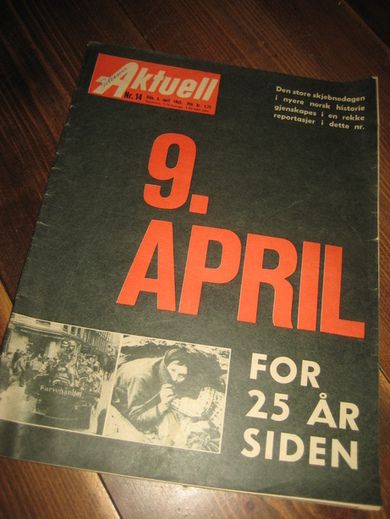 Aktuell
Nr. 14
Den store skjebnedagen
i nyere norsk historie
gjenskapes i en rekke
reportasjer i dette nr.
9.
APRIL
FOR
25 ÅR
SIDEN